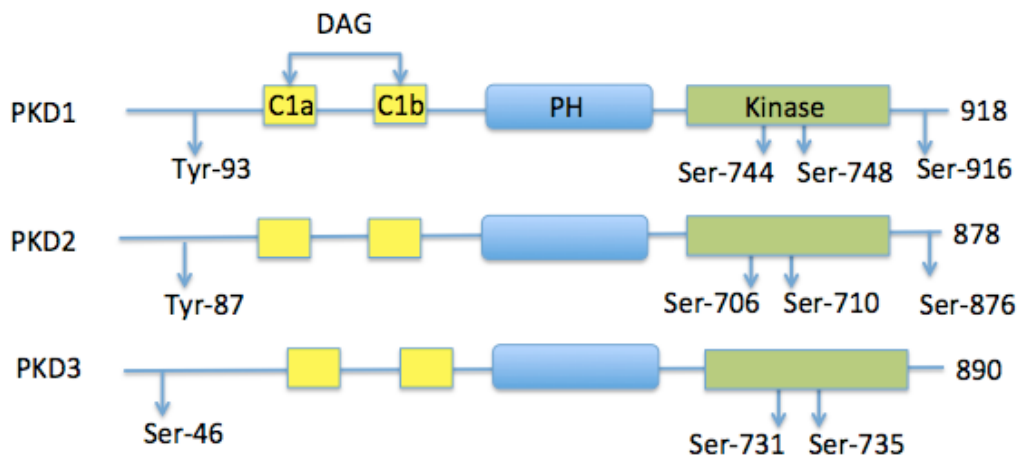 DAG
PKD1 C1a C1b PH Kinase 918
Tyr-93 Ser-744 Ser-748 Ser-916
PKD2 878
Tyr-87 Ser-706 Ser-710 Ser-876
PKD3 890
Ser-46 Ser-731 Ser-735